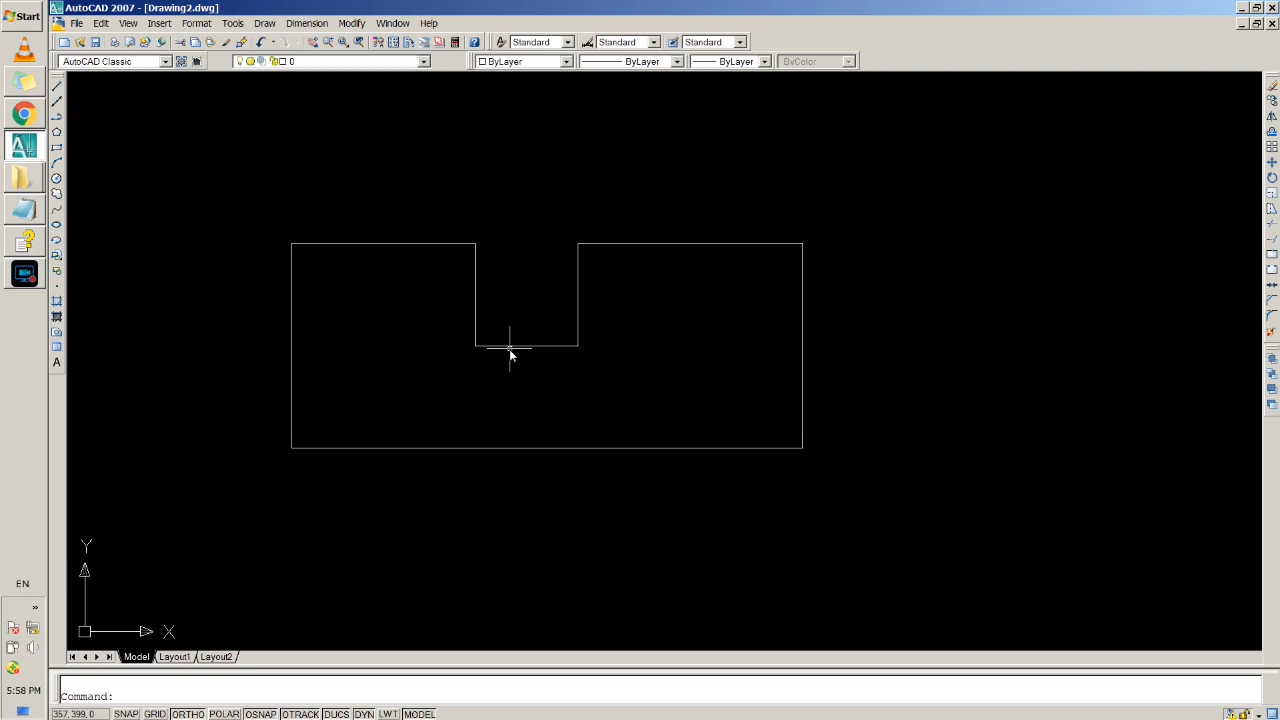 Start
AutoCAD 2007 - [Drawing2.dwg]
File Edit View Insert Format Tools Draw Dimension Modify Window Help
Standard Standard Standard
AutoCAD Classic 0 ByLayer ByLayer ByLayer ByColor
A
Y
X
EN
»
5:58 PM
Model Layout1 Layout2
Command:
357, 399, 0 SNAP GRID ORTHO POLAR OSNAP OTRACK DUCS DYN LWT MODEL